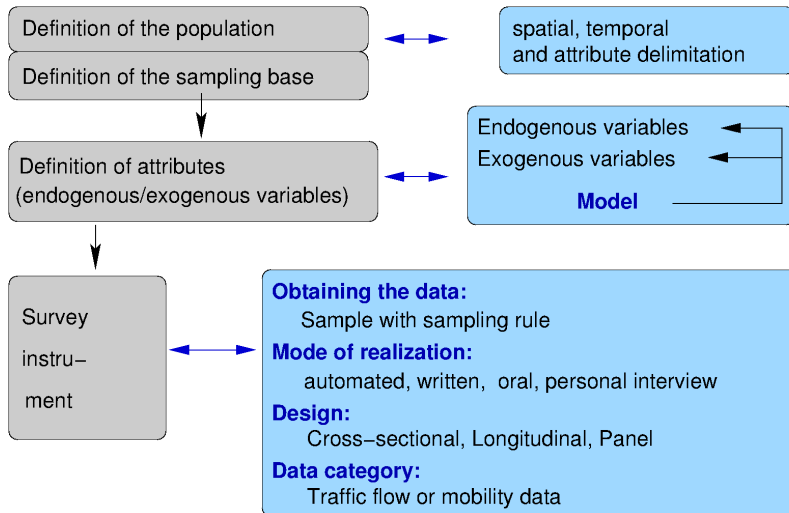 Definition of the population
spatial, temporal
and attribute delimitation
Definition of the sampling base
Definition of attributes
(endogenous/exogenous variables)
Endogenous variables
Exogenous variables
Model
Survey
instru−
ment
Obtaining the data:
Sample with sampling rule
Mode of realization:
automated, written, oral, personal interview
Design:
Cross−sectional, Longitudinal, Panel
Data category:
Traffic flow or mobility data